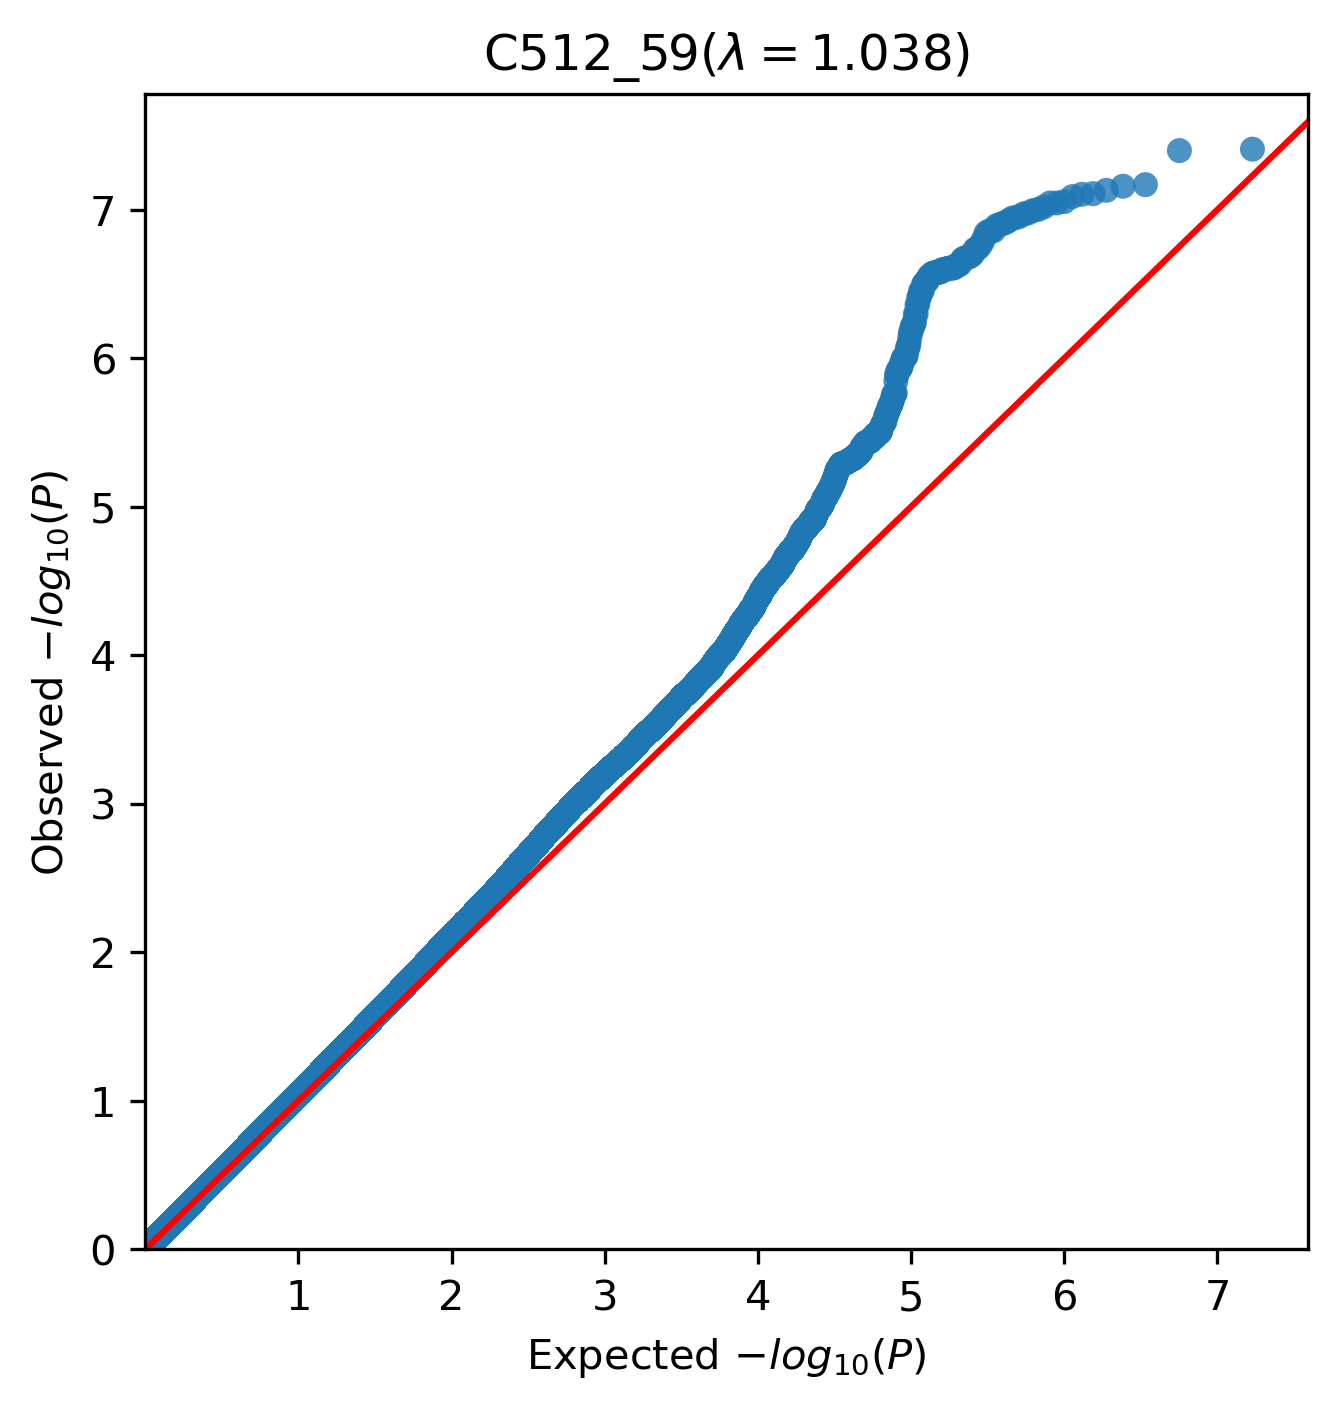 C512_59(λ = 1.038)
Observed −log₁₀(P)
7
6
5
4
3
2
1
0
1 2 3 4 5 6 7
Expected −log₁₀(P)